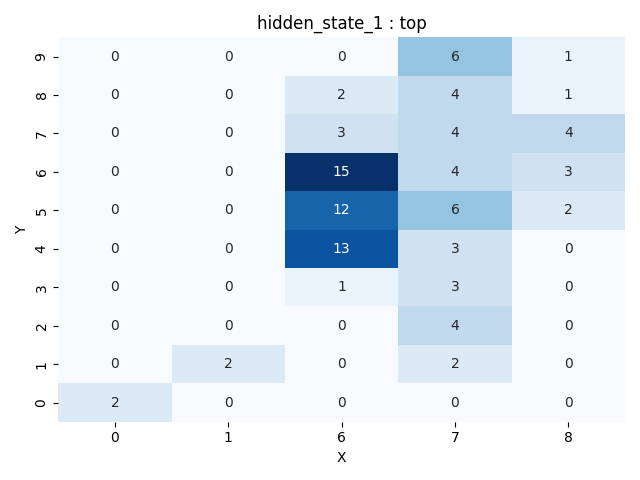 hidden_state_1 : top
9 0 0 0 6 1
8 0 0 2 4 1
7 0 0 3 4 4
6 0 0 15 4 3
5 0 0 12 6 2
4 0 0 13 3 0
3 0 0 1 3 0
2 0 0 0 4 0
1 0 2 0 2 0
0 2 0 0 0 0
Y
0 1 6 7 8
X